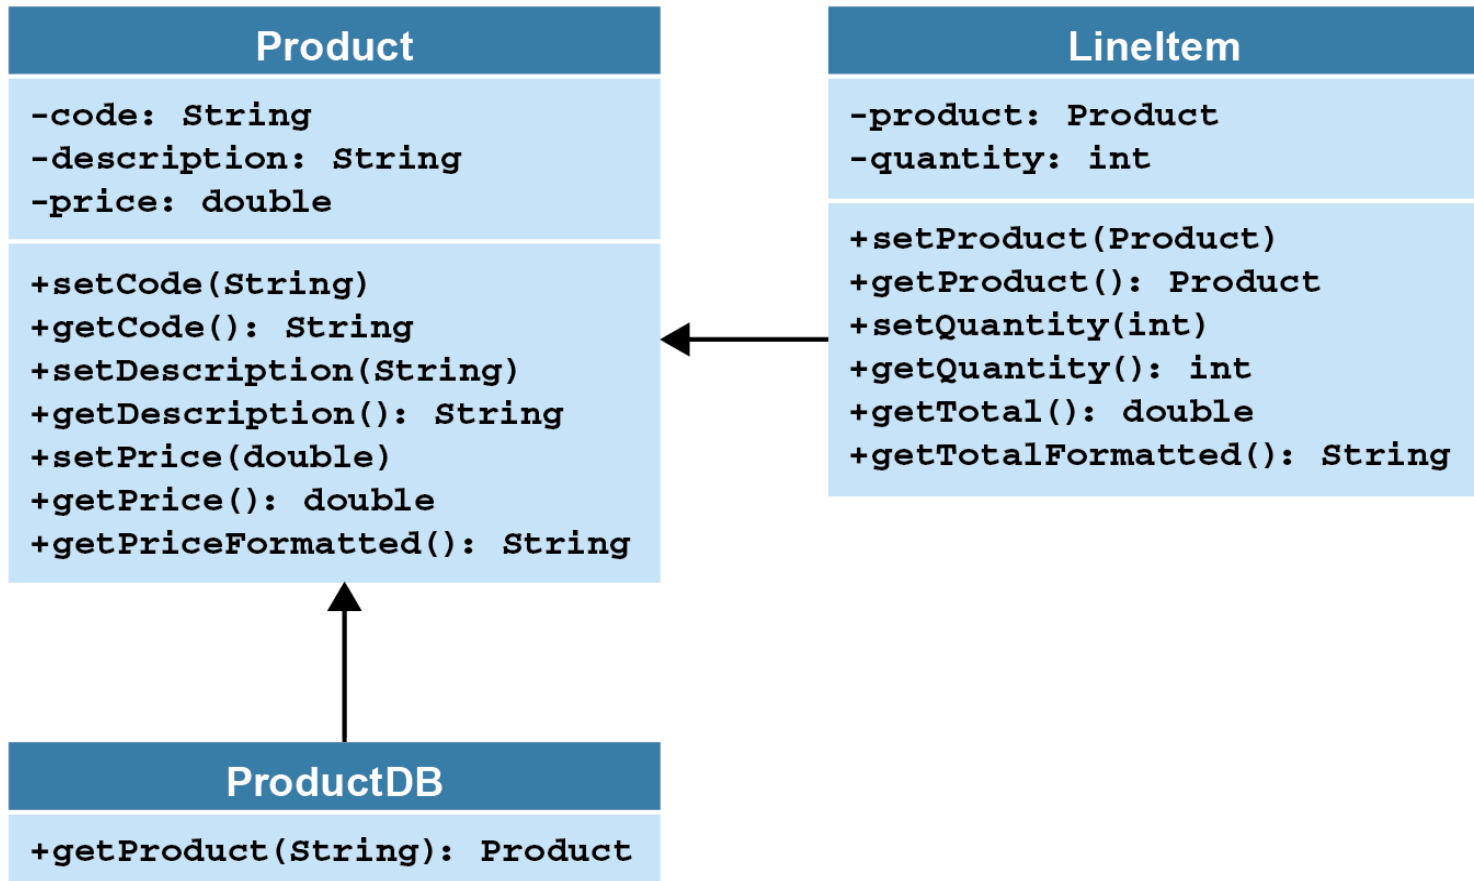 Product
-code: String
-description: String
-price: double
+setCode(String)
+getCode(): String
+setDescription(String)
+getDescription(): String
+setPrice(double)
+getPrice(): double
+getPriceFormatted(): String
LineItem
-product: Product
-quantity: int
+setProduct(Product)
+getProduct(): Product
+setQuantity(int)
+getQuantity(): int
+getTotal(): double
+getTotalFormatted(): String
ProductDB
+getProduct(String): Product